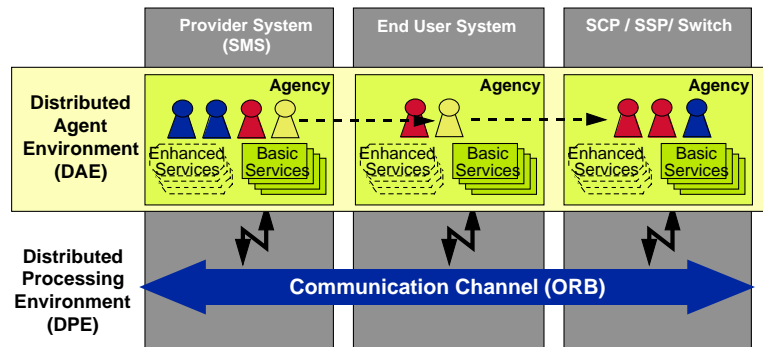 Provider System
(SMS)
End User System
SCP / SSP/ Switch
Distributed
Agent
Environment
(DAE)
Agency
Enhanced
Services
Basic
Services
Agency
Enhanced
Services
Basic
Services
Agency
Enhanced
Services
Basic
Services
Distributed
Processing
Environment
(DPE)
Communication Channel (ORB)